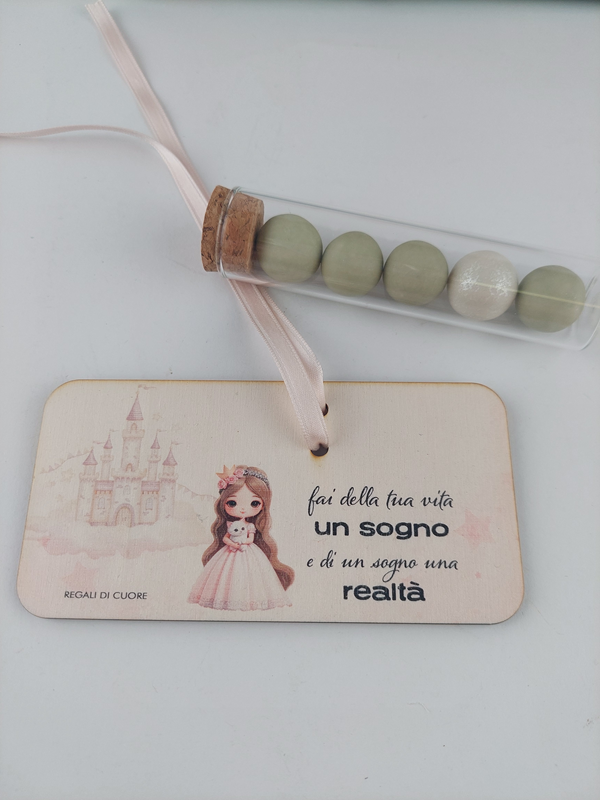 fai della tua vita
un sogno
e di un sogno una
realtà
REGALI DI CUORE